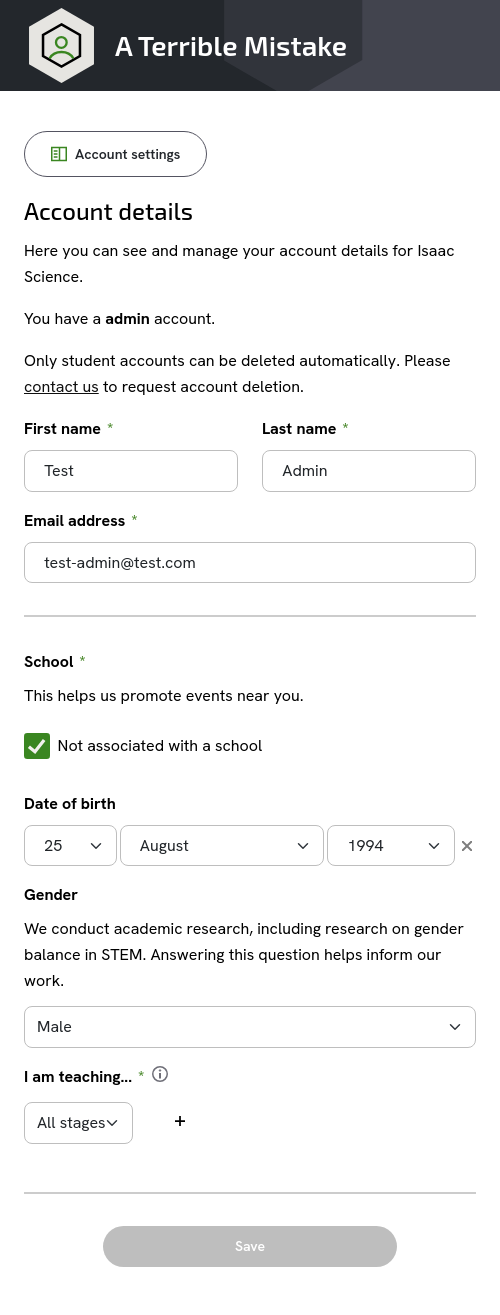 A Terrible Mistake
Account settings
Account details
Here you can see and manage your account details for Isaac
Science.
You have a admin account.
Only student accounts can be deleted automatically. Please
contact us to request account deletion.
First name *
Last name *
Test
Admin
Email address *
test-admin@test.com
School *
This helps us promote events near you.
Not associated with a school
Date of birth
25 August 1994
Gender
We conduct academic research, including research on gender
balance in STEM. Answering this question helps inform our
work.
Male
I am teaching... *
All stages
Save